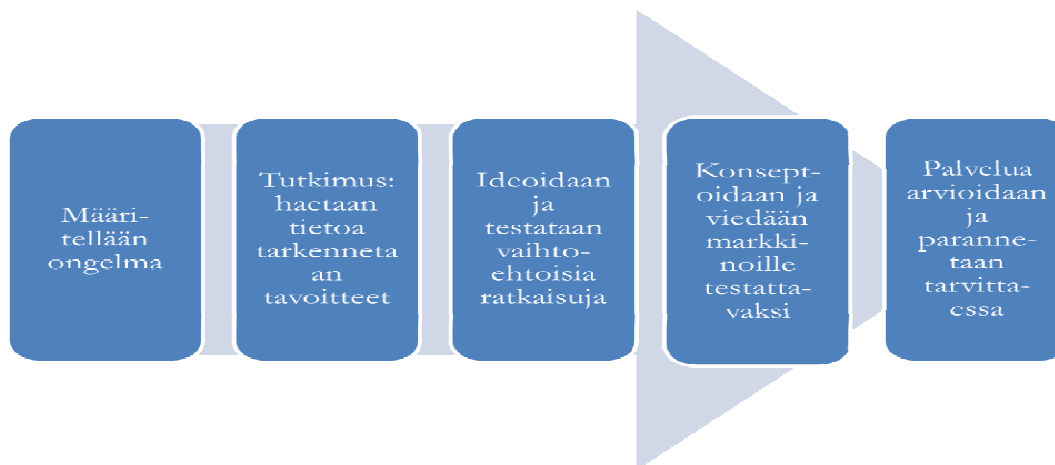 Määri-
tellään
ongelma
Tutkimus:
haetaan
tietoa
tarkenneta
an
tavoitteet
Ideoidaan
ja
testataan
vaihto-
ehtoisia
ratkaisuja
Konsept-
oidaan ja
viedään
markki-
noille
testatta-
vaksi
Palvelua
arvioidaan
ja
paranne-
taan
tarvitta-
essa